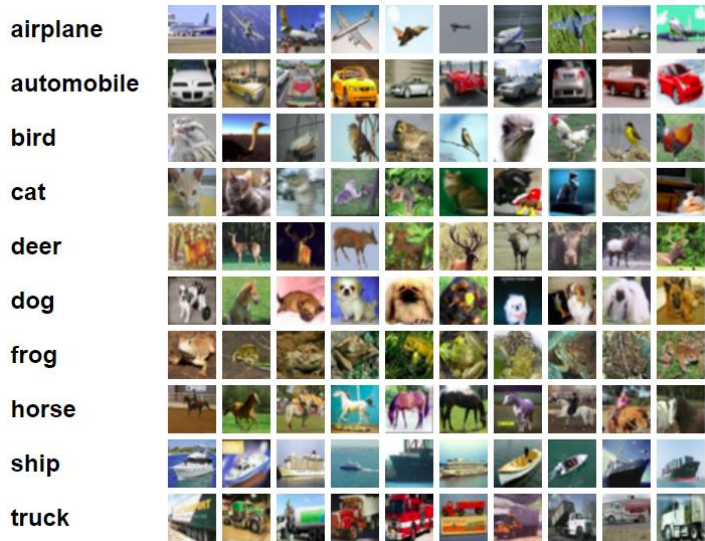 airplane
automobile
bird
cat
deer
dog
frog
horse
ship
truck